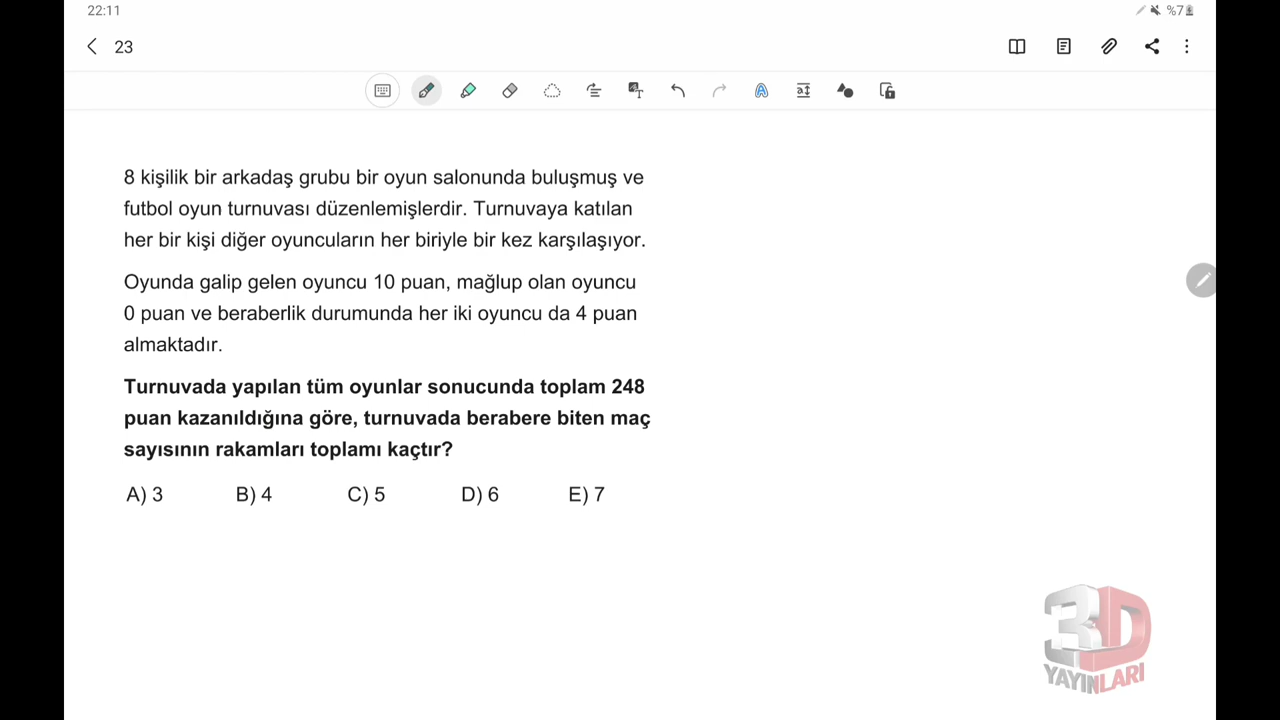 22:11
%7
23
8 kişilik bir arkadaş grubu bir oyun salonunda buluşmuş ve
futbol oyun turnuvası düzenlemişlerdir. Turnuvaya katılan
her bir kişi diğer oyuncuların her biriyle bir kez karşılaşıyor.
Oyunda galip gelen oyuncu 10 puan, mağlup olan oyuncu
0 puan ve beraberlik durumunda her iki oyuncu da 4 puan
almaktadır.
Turnuvada yapılan tüm oyunlar sonucunda toplam 248
puan kazanıldığına göre, turnuvada berabere biten maç
sayısının rakamları toplamı kaçtır?
A) 3 B) 4 C) 5 D) 6 E) 7
3D
YAYINLARI